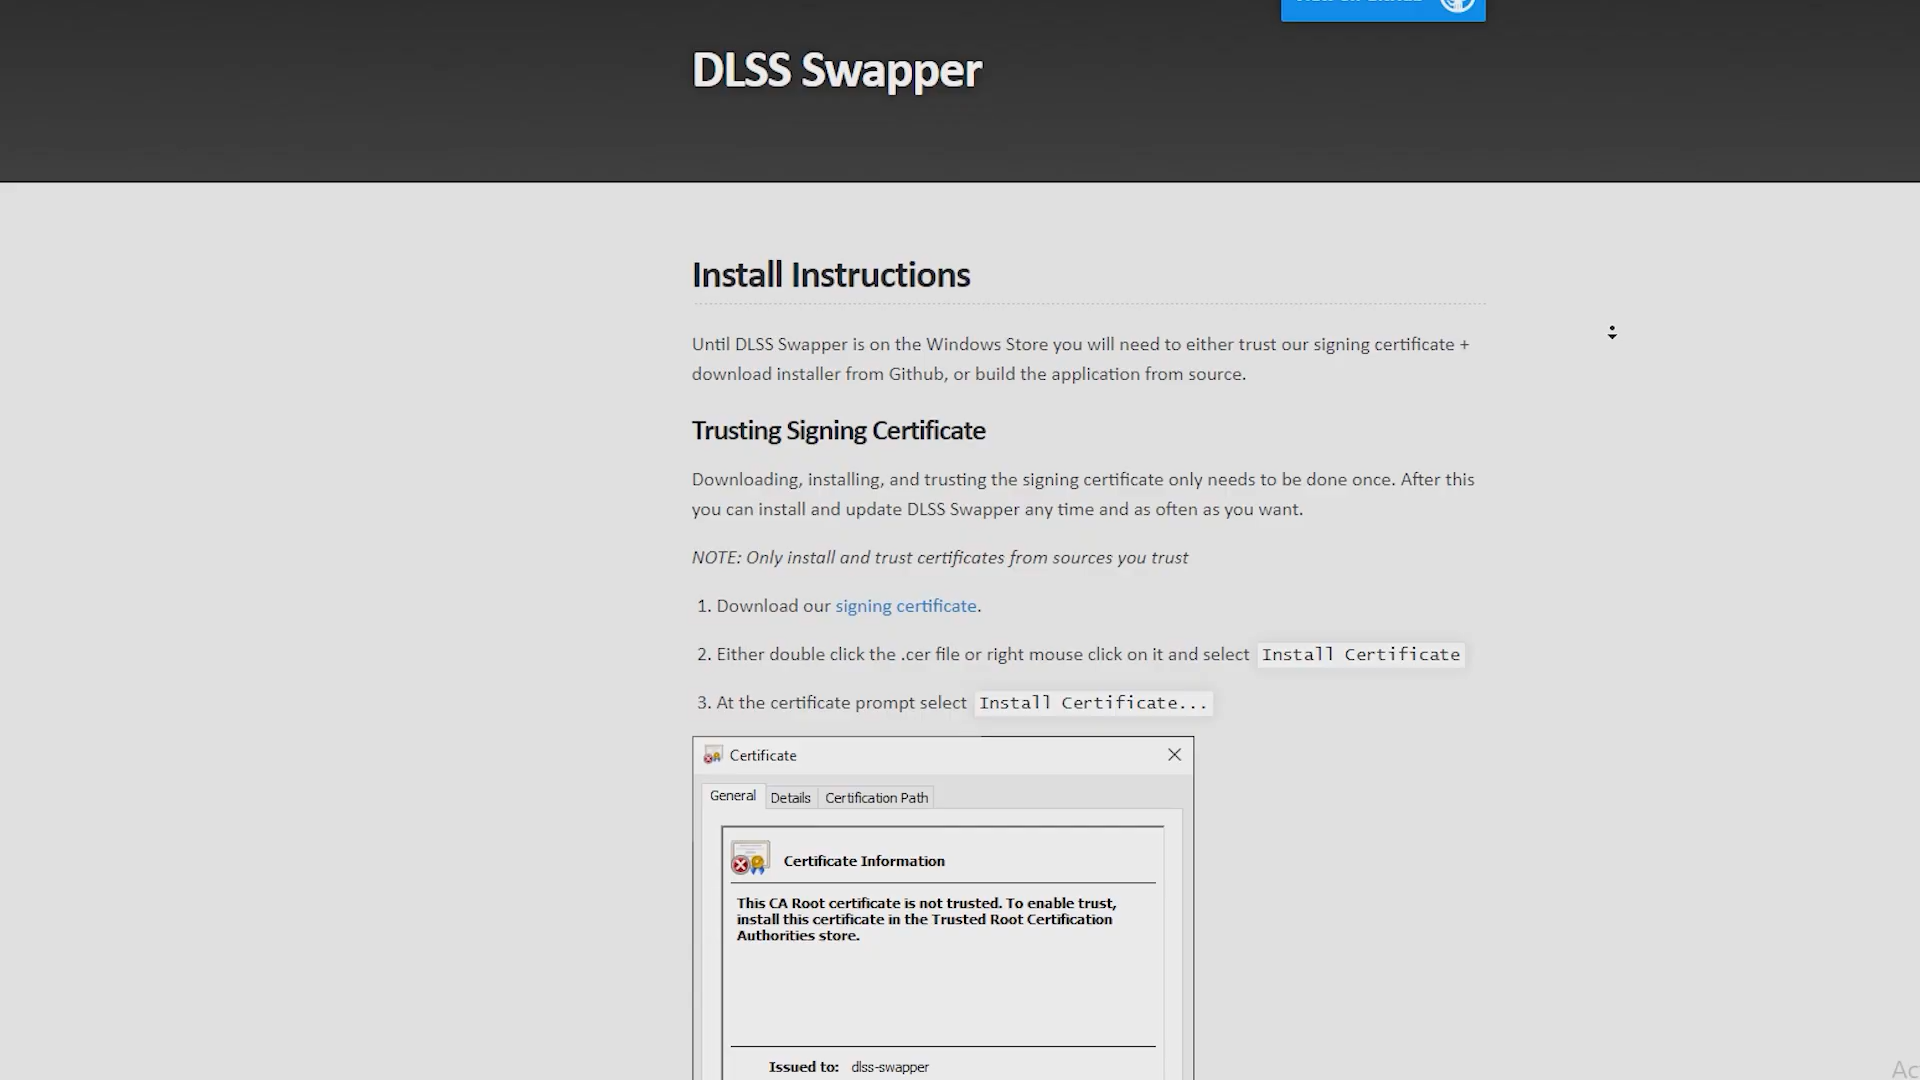 DLSS Swapper
Install Instructions
Until DLSS Swapper is on the Windows Store you will need to either trust our signing certificate +
download installer from Github, or build the application from source.
Trusting Signing Certificate
Downloading, installing, and trusting the signing certificate only needs to be done once. After this
you can install and update DLSS Swapper any time and as often as you want.
NOTE: Only install and trust certificates from sources you trust
1. Download our signing certificate.
2. Either double click the .cer file or right mouse click on it and select Install Certificate
3. At the certificate prompt select Install Certificate...
Certificate
General Details Certification Path
Certificate Information
This CA Root certificate is not trusted. To enable trust,
install this certificate in the Trusted Root Certification
Authorities store.
Issued to: dlss-swapper